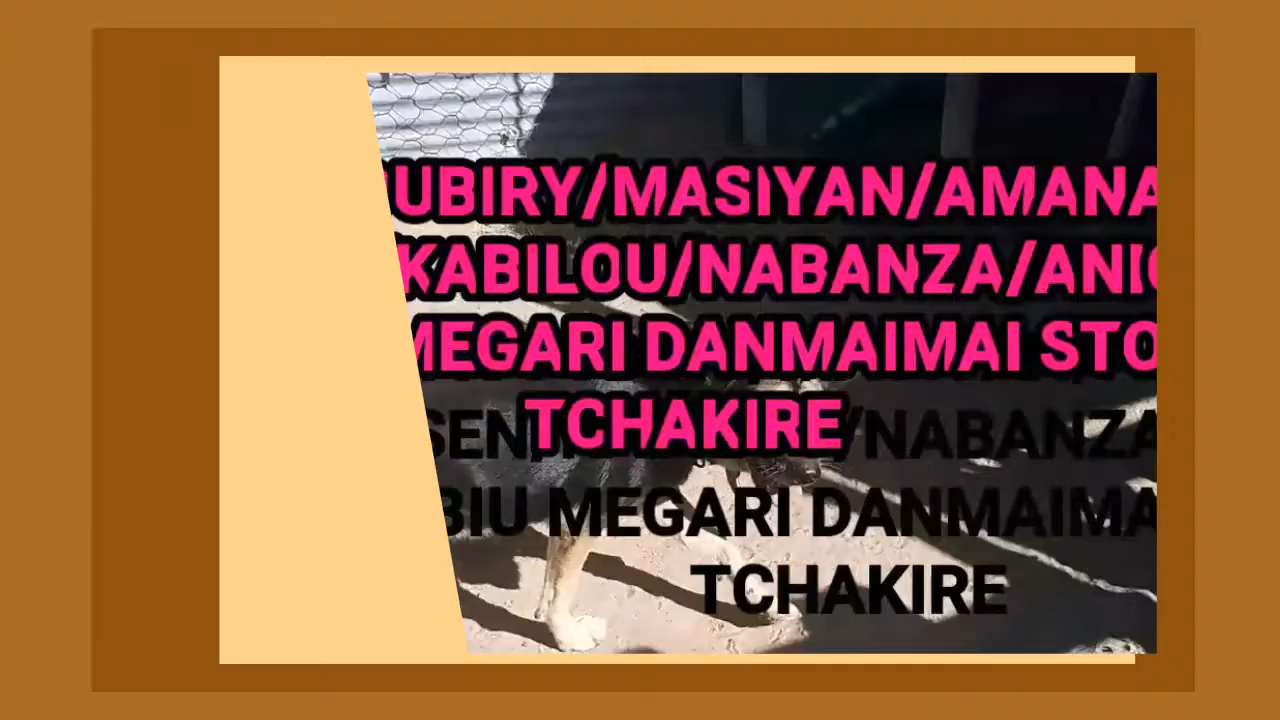 UBIRY/MASIYAN/AMANA
KABILOU/NABANZA/ANI
MEGARI DANMAIMAI STO
TCHAKIRE
/NABANZA
BIU MEGARI DANMAIMA
TCHAKIRE